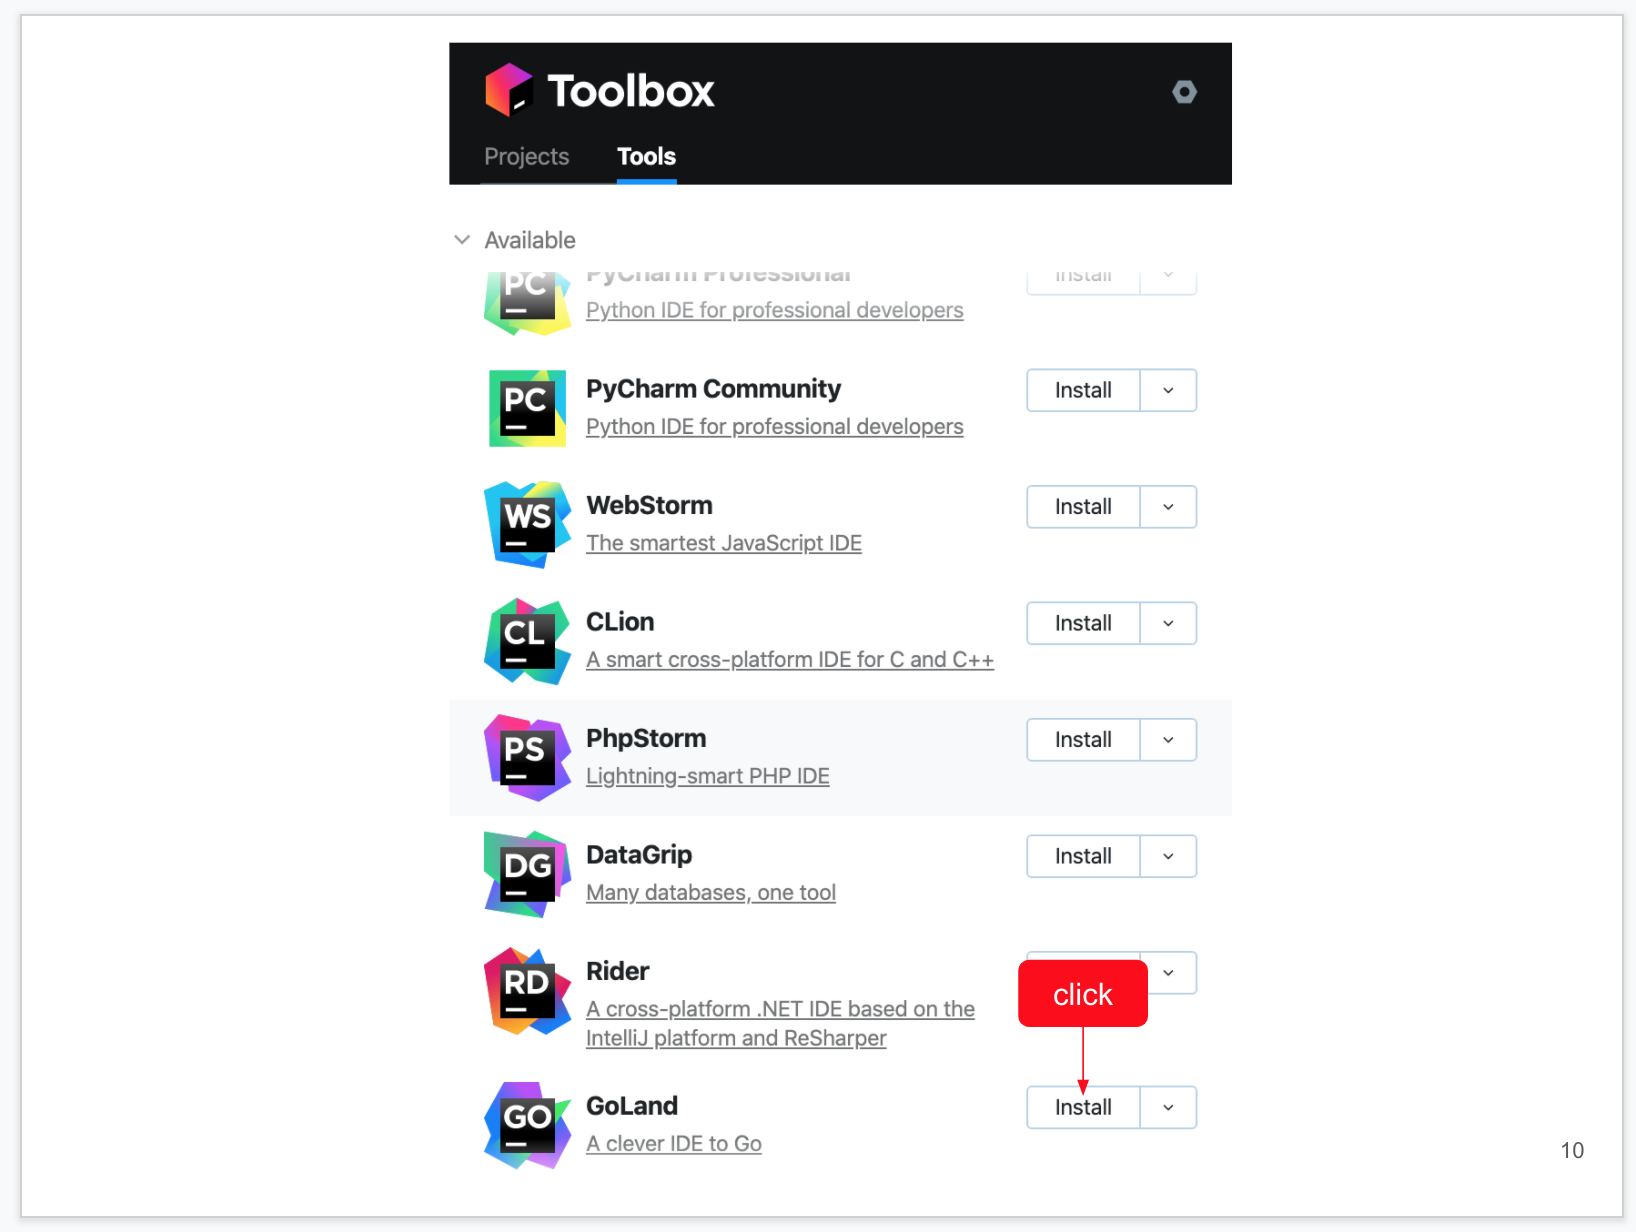 Toolbox
Projects Tools
Available
PC PyCharm Professional Install
Python IDE for professional developers
PC PyCharm Community Install
Python IDE for professional developers
WS WebStorm Install
The smartest JavaScript IDE
CL CLion Install
A smart cross-platform IDE for C and C++
PS PhpStorm Install
Lightning-smart PHP IDE
DG DataGrip Install
Many databases, one tool
RD Rider
click
A cross-platform .NET IDE based on the
IntelliJ platform and ReSharper
GO GoLand Install
A clever IDE to Go
10